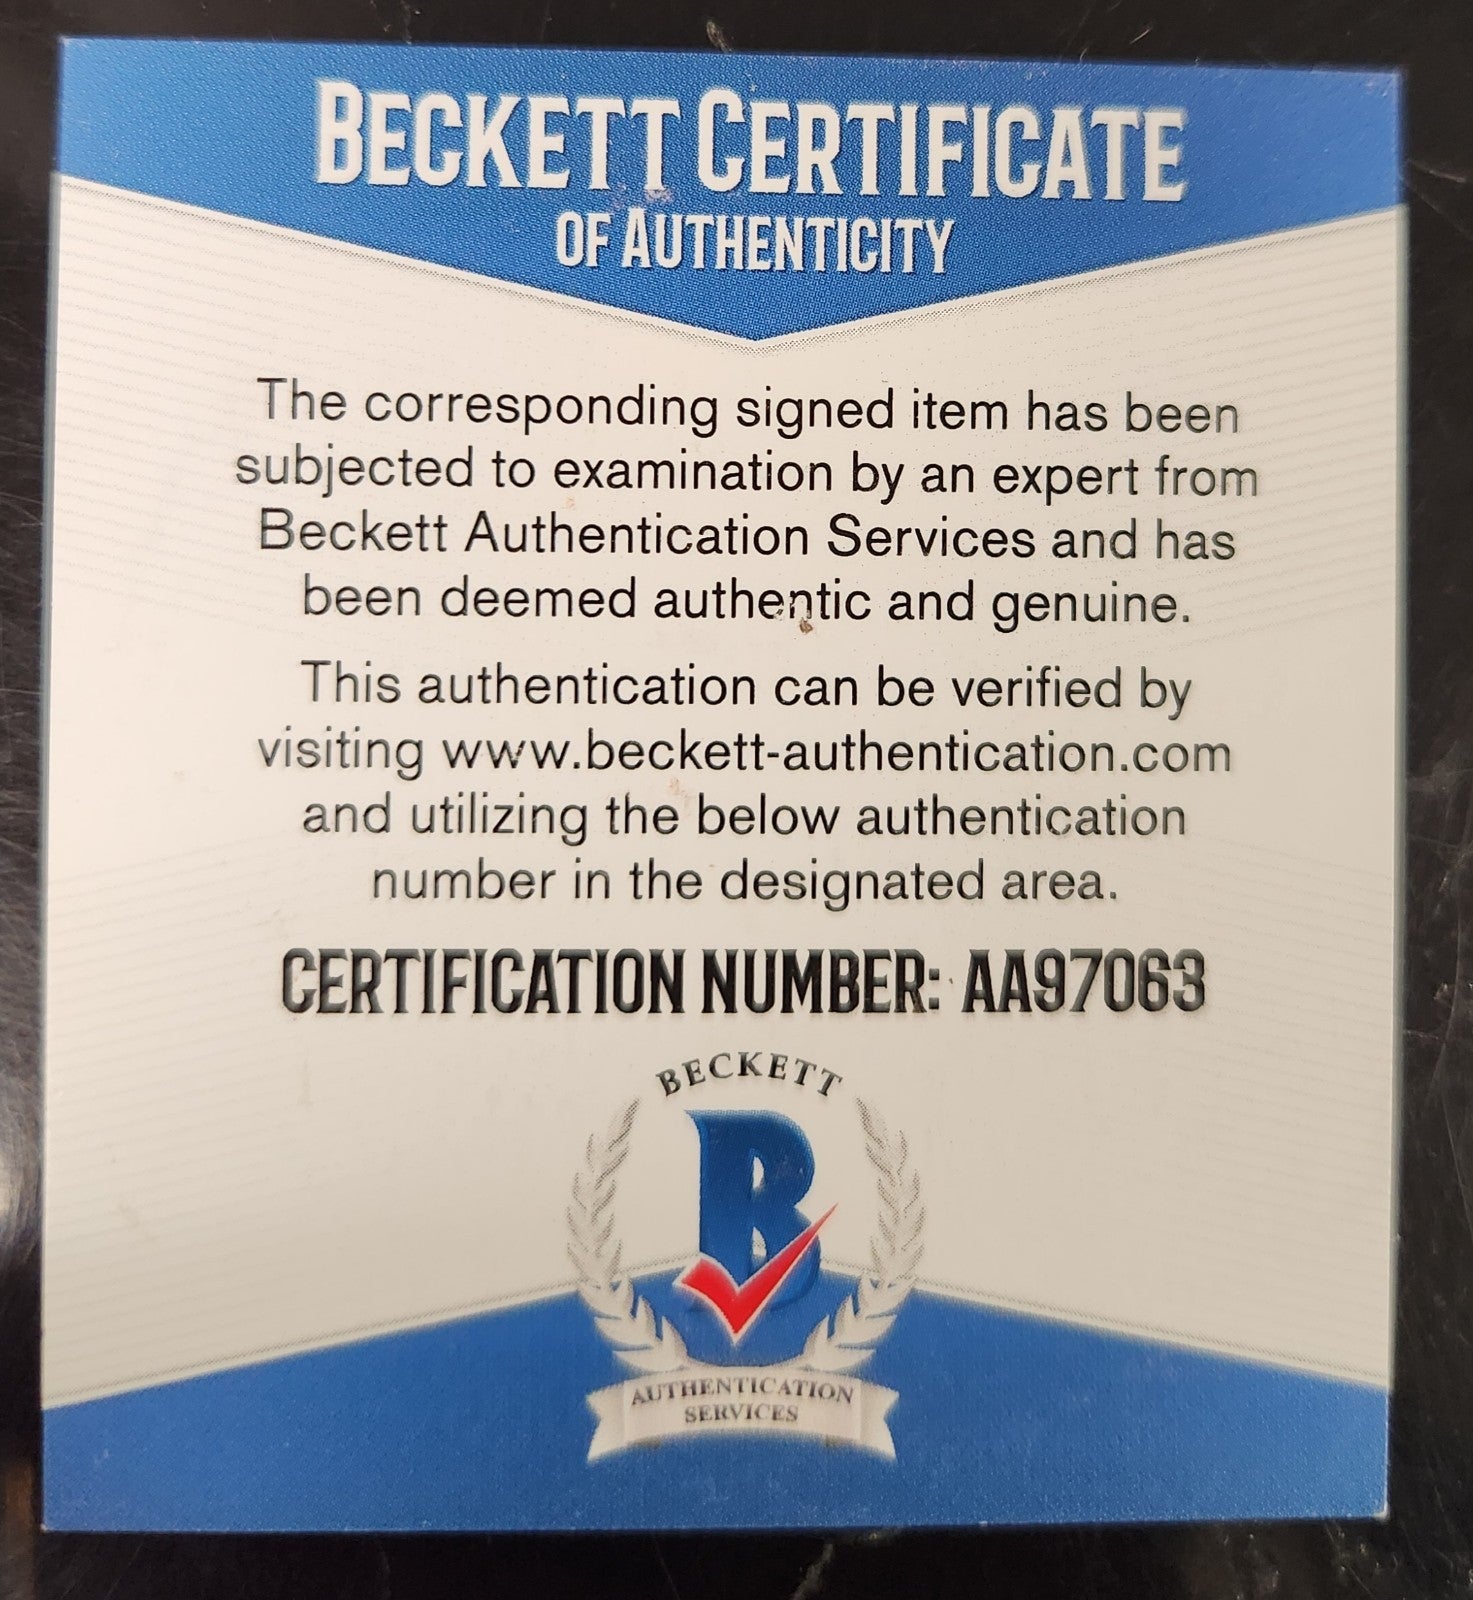 BECKETT CERTIFICATE
OF AUTHENTICITY
The corresponding signed item has been
subjected to examination by an expert from
Beckett Authentication Services and has
been deemed authentic and genuine.
This authentication can be verified by
visiting www.beckett-authentication.com
and utilizing the below authentication
number in the designated area.
CERTIFICATION NUMBER: AA97063
BECKETT
B
AUTHENTICATION
SERVICES